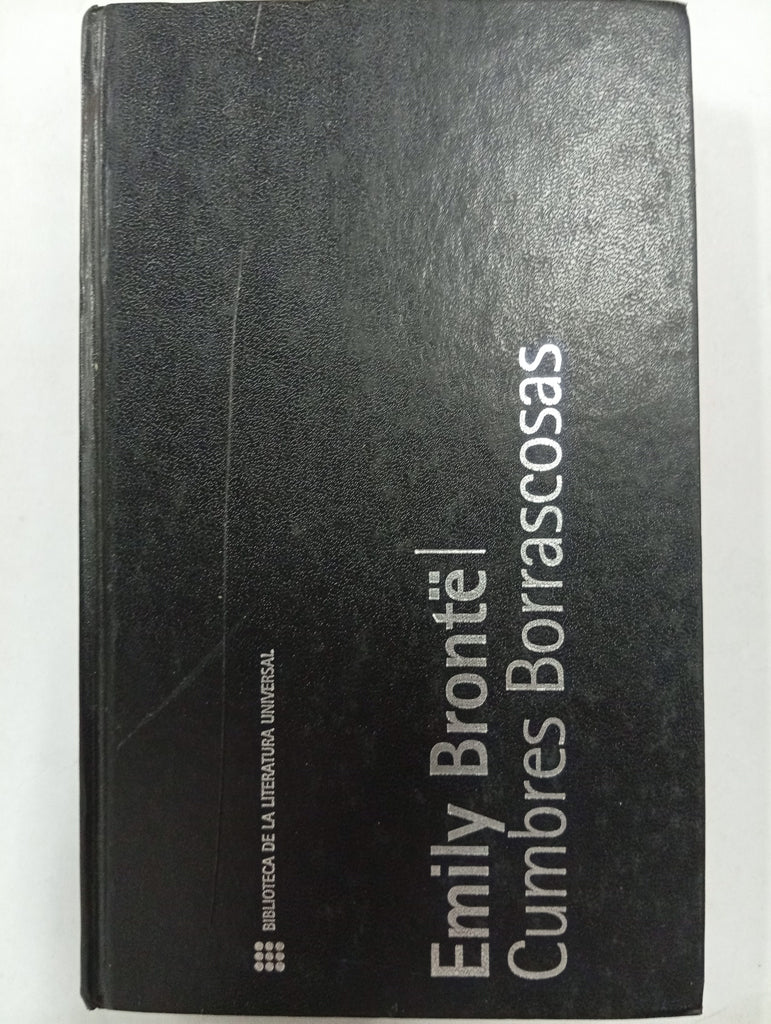 BIBLIOTECA DE LA LITERATURA UNIVERSAL
Emily Brontë|
Cumbres Borrascosas